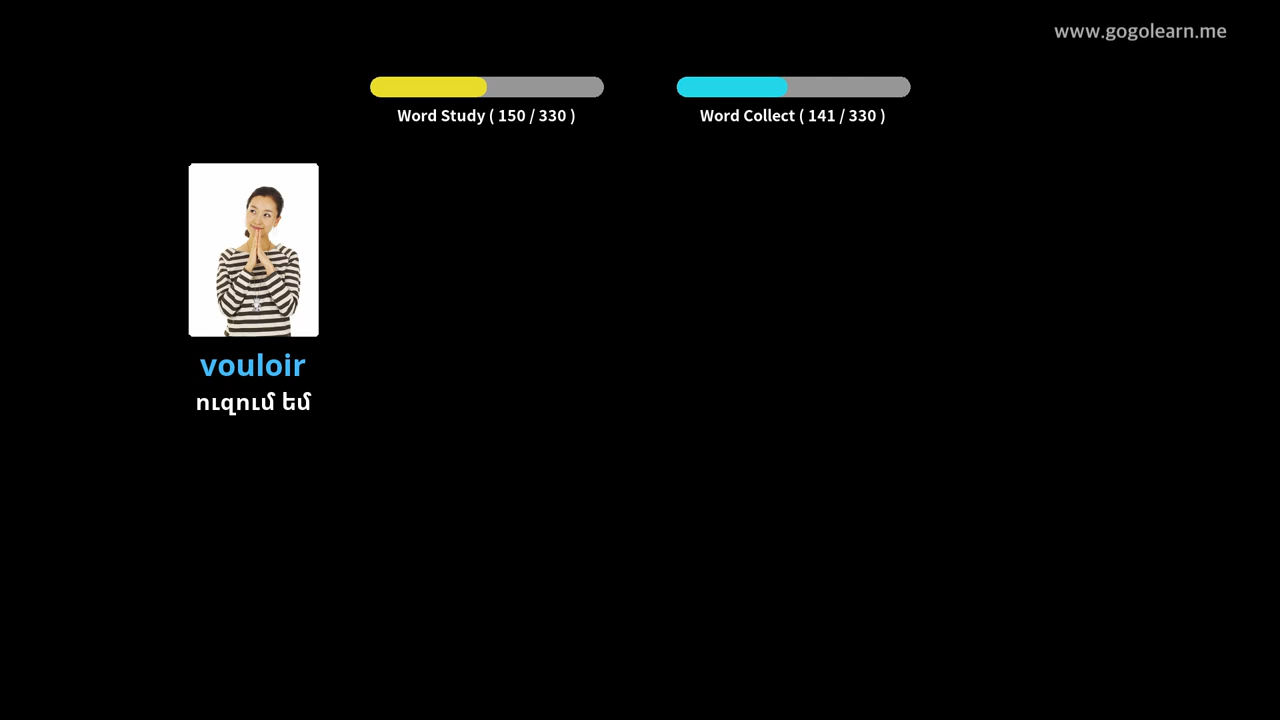 www.gogolearn.me
Word Study ( 150 / 330 )
Word Collect ( 141 / 330 )
vouloir
ուզում եմ